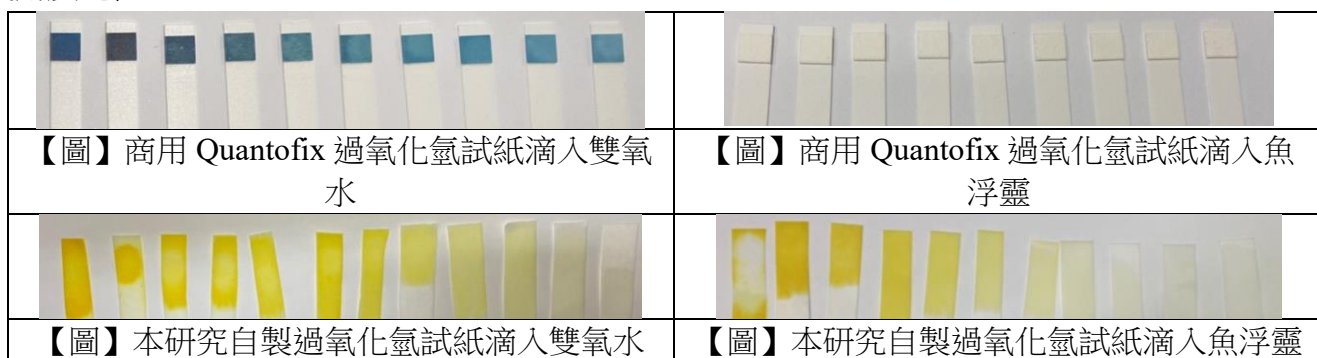 【圖】商用 Quantofix 過氧化氫試紙滴入雙氧
水
【圖】商用 Quantofix 過氧化氫試紙滴入魚
浮靈
【圖】本研究自製過氧化氫試紙滴入雙氧水
【圖】本研究自製過氧化氫試紙滴入魚浮靈